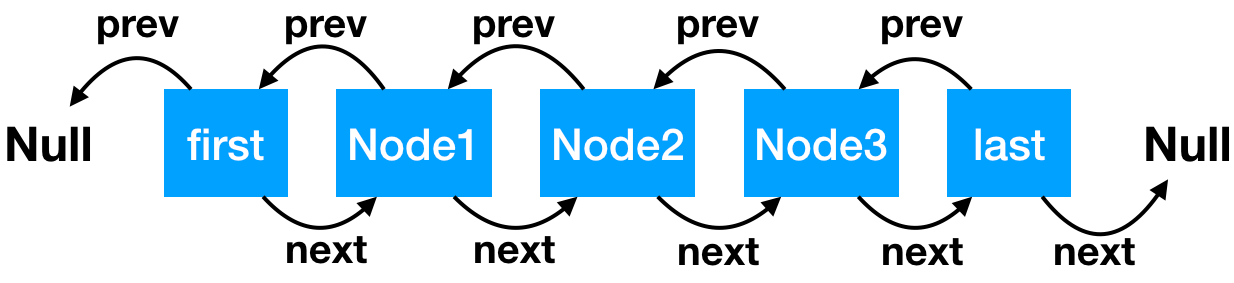 prev prev prev prev prev
Null first Node1 Node2 Node3 last Null
next next next next next